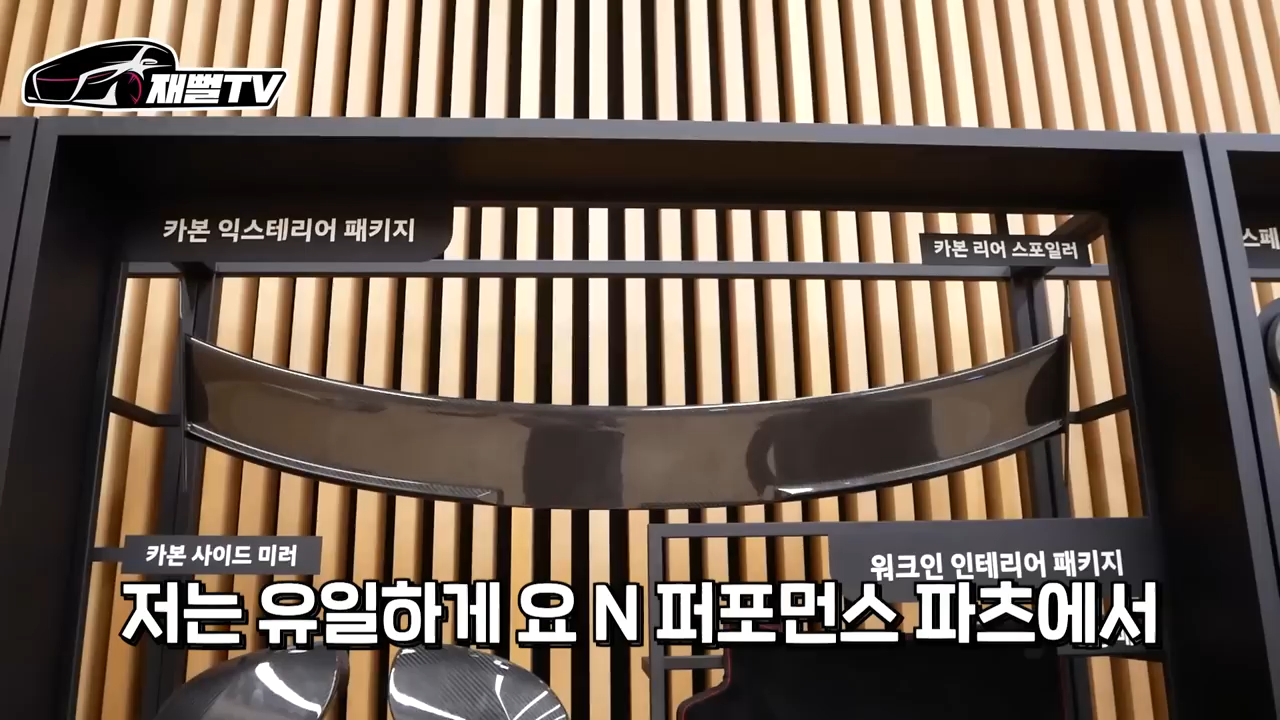 재뻘TV
카본 익스테리어 패키지
카본 리어 스포일러
스페
카본 사이드 미러
워크인 인테리어 패키지
저는 유일하게 요 N 퍼포먼스 파츠에서